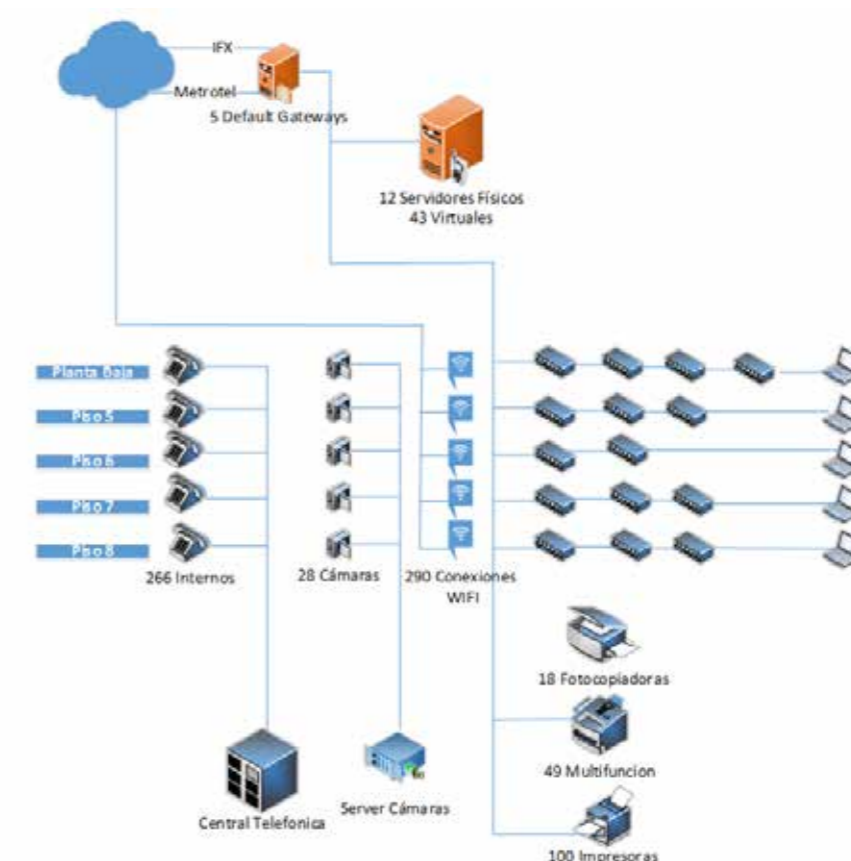 IFX
Metrotel
5 Default Gateways
12 Servidores Físicos
43 Virtuales
Planta Baja
Piso 5
Piso 6
Piso 7
Piso 8
266 Internos
28 Cámaras
290 Conexiones
WIFI
18 Fotocopiadoras
49 Multifuncion
100 Impresoras
Central Telefonica
Server Cámaras